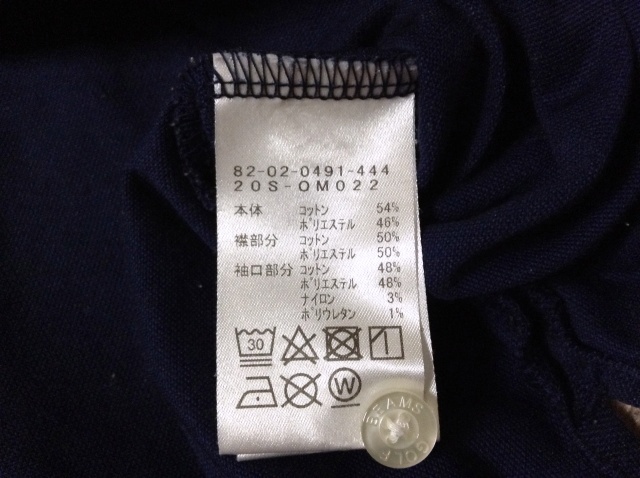 82-02-0491-444
20S-OM022
本体 コットン 54%
ポリエステル 46%
襟部分 コットン 50%
ポリエステル 50%
袖口部分 コットン 48%
ポリエステル 48%
ナイロン 3%
ポリウレタン 1%
30
W
BEAMS GOLF